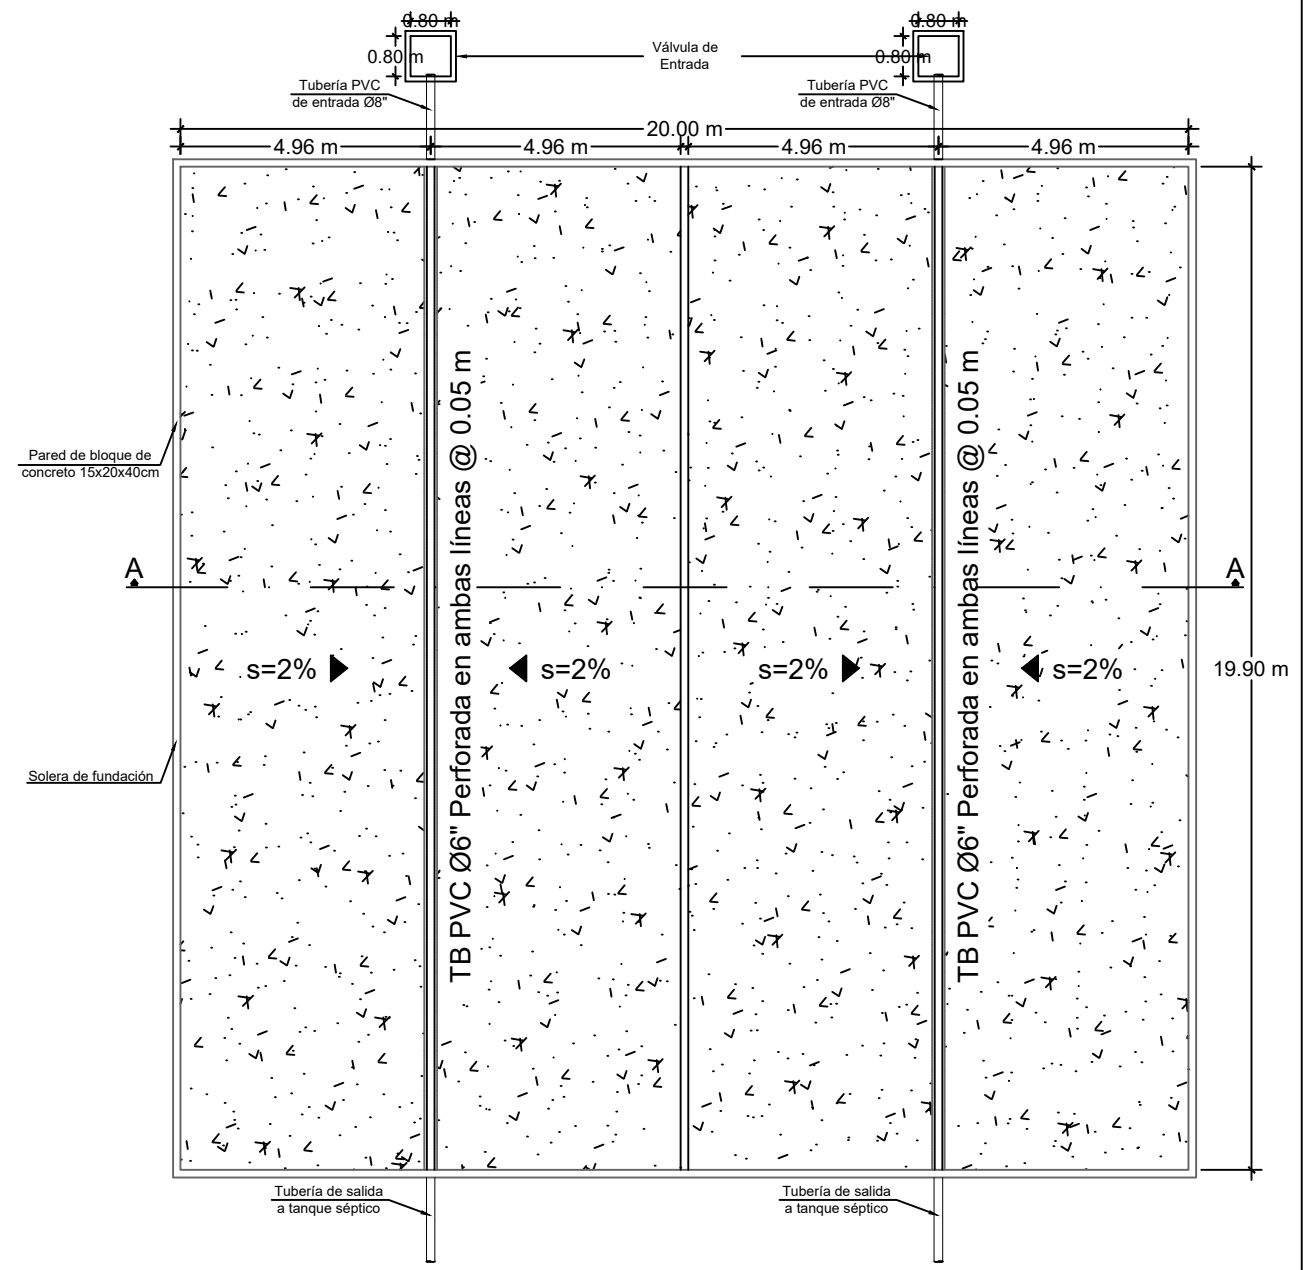 0.80 m
0.80 m
0.80 m
0.80 m
Válvula de
Entrada
Tubería PVC
de entrada Ø8"
Tubería PVC
de entrada Ø8"
20.00 m
4.96 m
4.96 m
4.96 m
4.96 m
Pared de bloque de
concreto 15x20x40cm
TB PVC Ø6" Perforada en ambas líneas @ 0.05 m
TB PVC Ø6" Perforada en ambas líneas @ 0.05 m
A
A
s=2%
s=2%
s=2%
s=2%
19.90 m
Solera de fundación
Tubería de salida
a tanque séptico
Tubería de salida
a tanque séptico